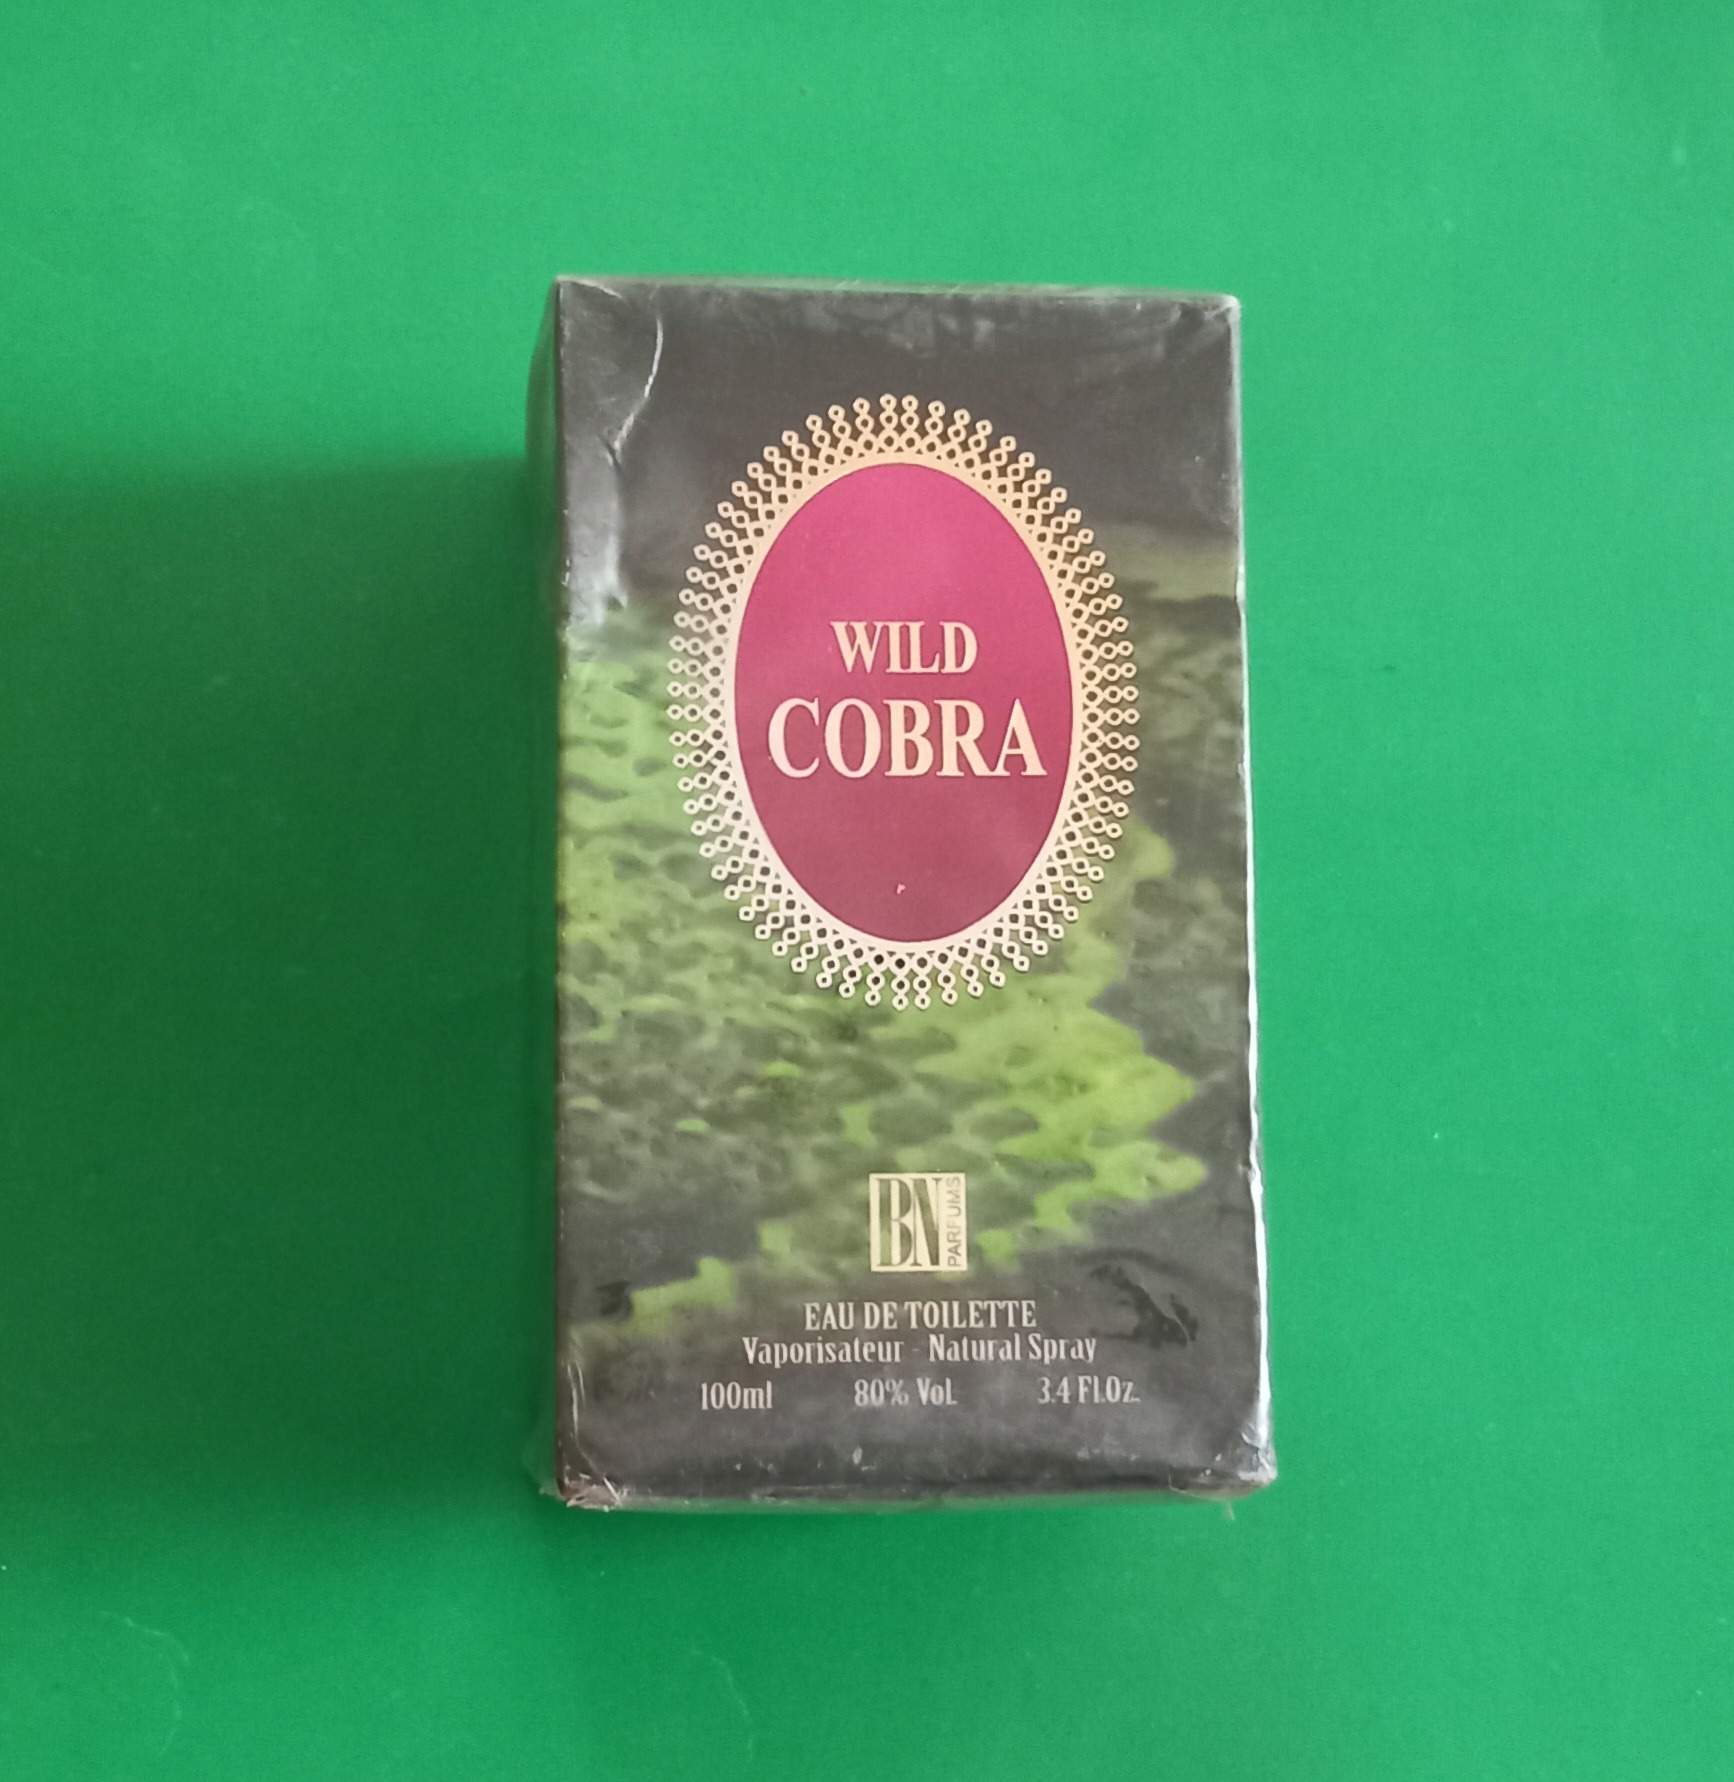 WILD
COBRA
BN PARFUMS
EAU DE TOILETTE
Vaporisateur - Natural Spray
100ml 80% Vol. 3.4 Fl.Oz.